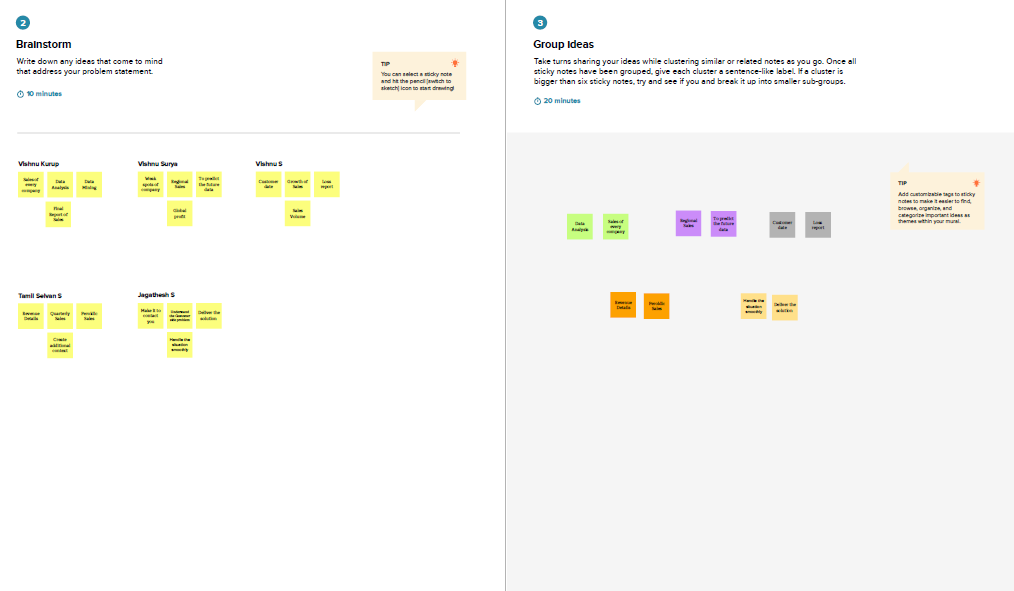 2
Brainstorm
Write down any ideas that come to mind
that address your problem statement.
10 minutes
TIP
You can select a sticky note
and hit the pencil [switch to
sketch] icon to start drawing!
Vishnu Kurup
Sales of
every
company
Data
Analysis
Data
Mining
Final
Report of
Sales
Vishnu Surya
Weak
spots of
company
Regional
Sales
To predict
the future
data
Global
profit
Vishnu S
Customer
date
Growth of
Sales
Loss
report
Sales
Volume
Tamil Selvan S
Revenue
Details
Quarterly
Sales
Periodic
Sales
Create
additional
context
Jagathesh S
Make it to
contact
you
Understand
the Customer
side problem
Deliver the
solution
Handle the
situation
smoothly
3
Group ideas
Take turns sharing your ideas while clustering similar or related notes as you go. Once all
sticky notes have been grouped, give each cluster a sentence-like label. If a cluster is
bigger than six sticky notes, try and see if you and break it up into smaller sub-groups.
20 minutes
TIP
Add customizable tags to sticky
notes to make it easier to find,
browse, organize, and
categorize important ideas as
themes within your mural.
Data
Analysis
Sales of
every
company
Regional
Sales
To predict
the future
data
Customer
date
Loss
report
Revenue
Details
Periodic
Sales
Handle the
situation
smoothly
Deliver the
solution